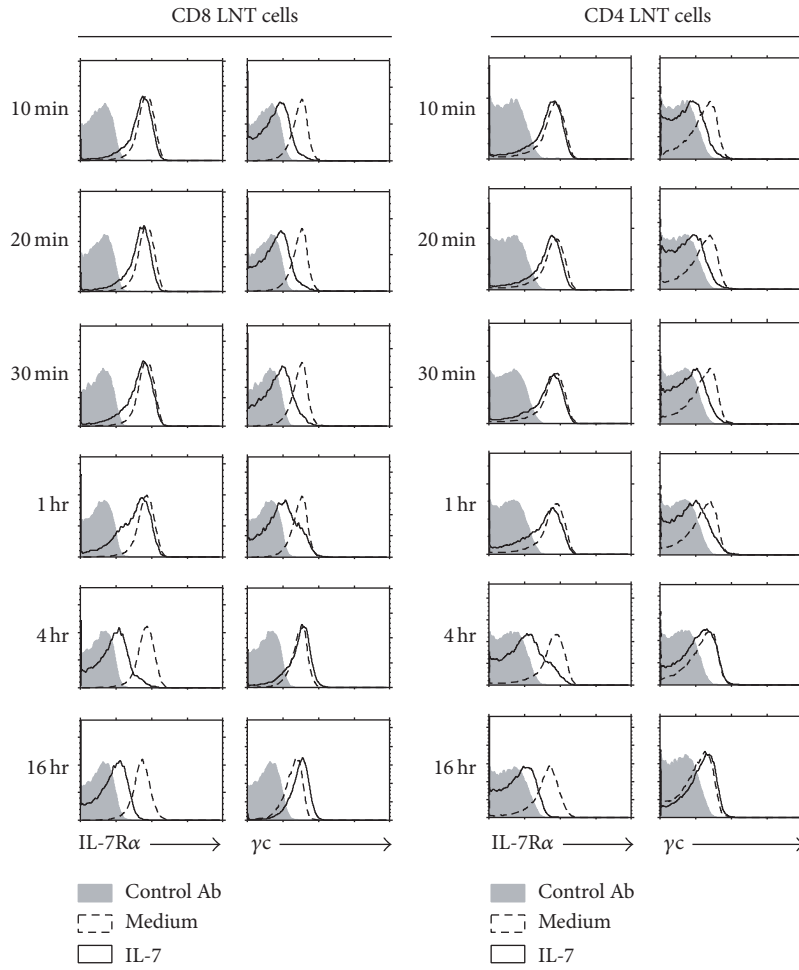 CD8 LNT cells
CD4 LNT cells
10 min
10 min
20 min
20 min
30 min
30 min
1 hr
1 hr
4 hr
4 hr
16 hr
16 hr
IL-7Rα
γc
IL-7Rα
γc
Control Ab
Medium
IL-7
Control Ab
Medium
IL-7